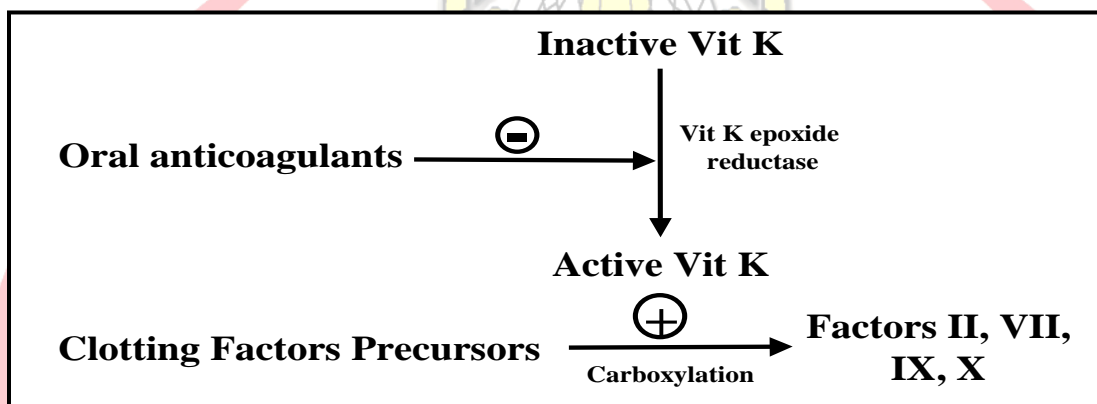 Inactive Vit K
Oral anticoagulants
−
Vit K epoxide
reductase
Active Vit K
Clotting Factors Precursors
+
Carboxylation
Factors II, VII,
IX, X